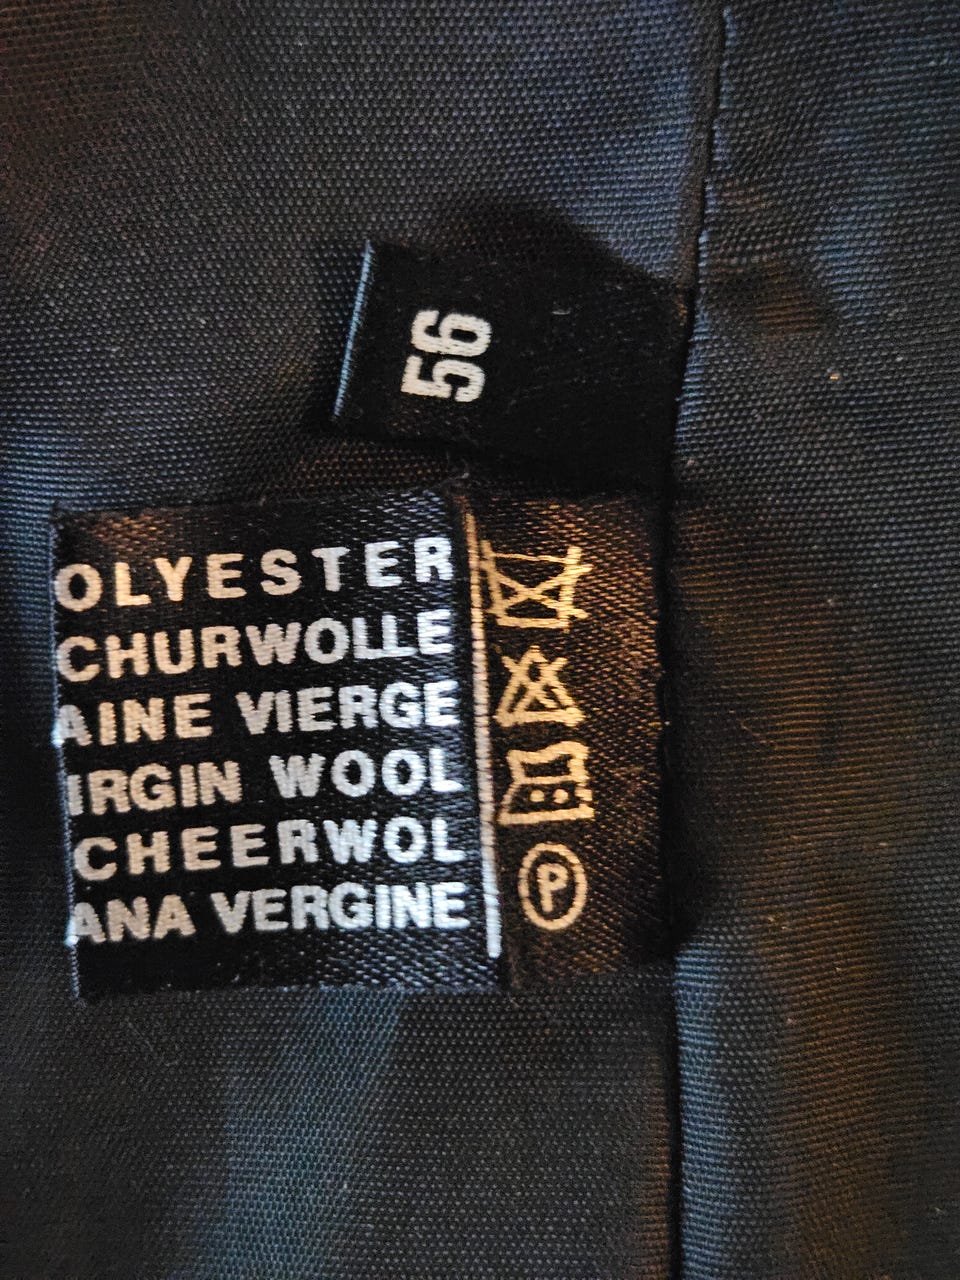 56
OLYESTER
CHURWOLLE
AINE VIERGE
IRGIN WOOL
CHEERWOL
ANA VERGINE
P